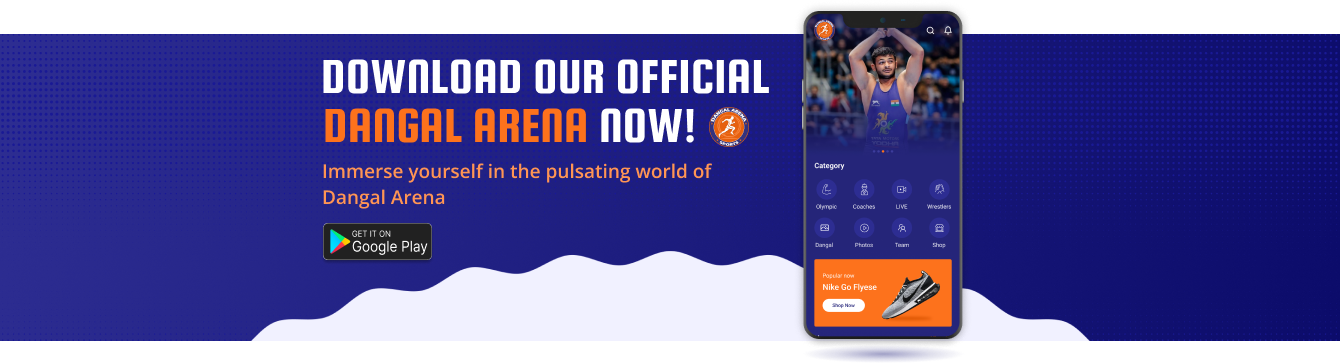 DOWNLOAD OUR OFFICIAL
DANGAL ARENA NOW!
DANGAL ARENA
SPORTS
Immerse yourself in the pulsating world of
Dangal Arena
GET IT ON
Google Play
Category
Olympic Coaches LIVE Wrestlers
Dangal Photos Team Shop
Popular now
Nike Go Flyese
Shop Now